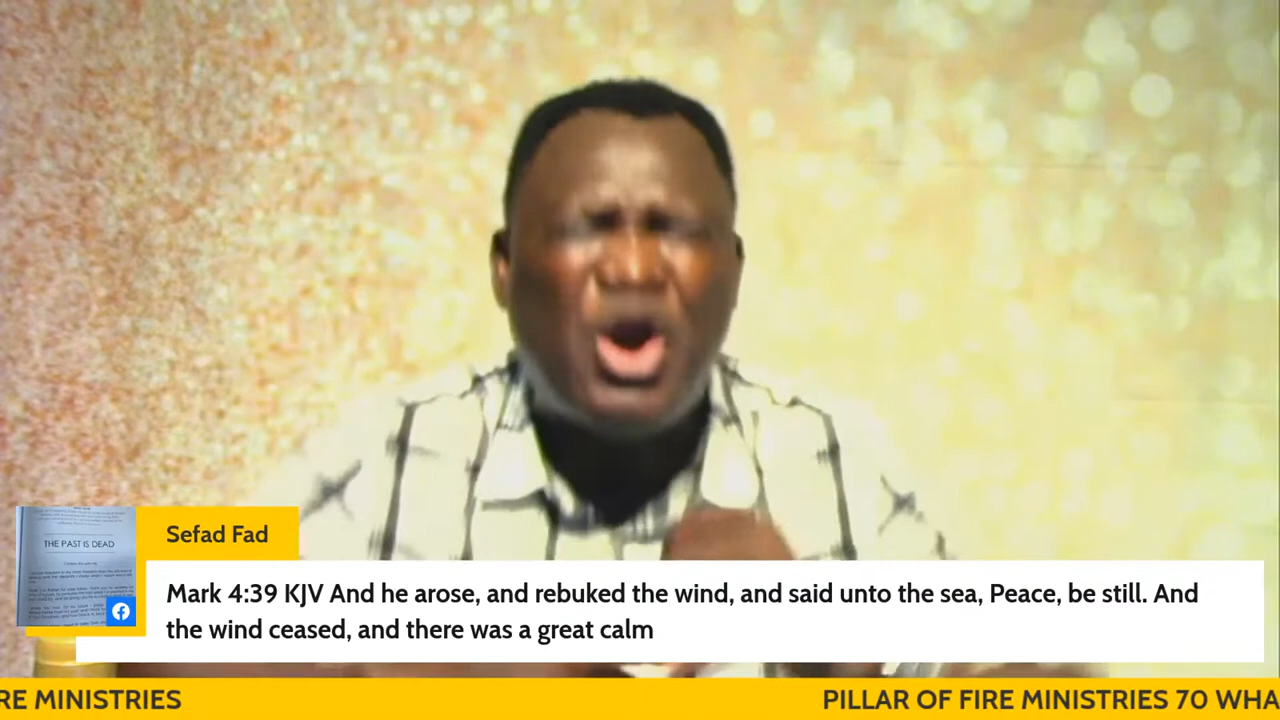 THE PAST IS DEAD
Sefad Fad
Mark 4:39 KJV And he arose, and rebuked the wind, and said unto the sea, Peace, be still. And
the wind ceased, and there was a great calm
RE MINISTRIES
PILLAR OF FIRE MINISTRIES 70 WHA